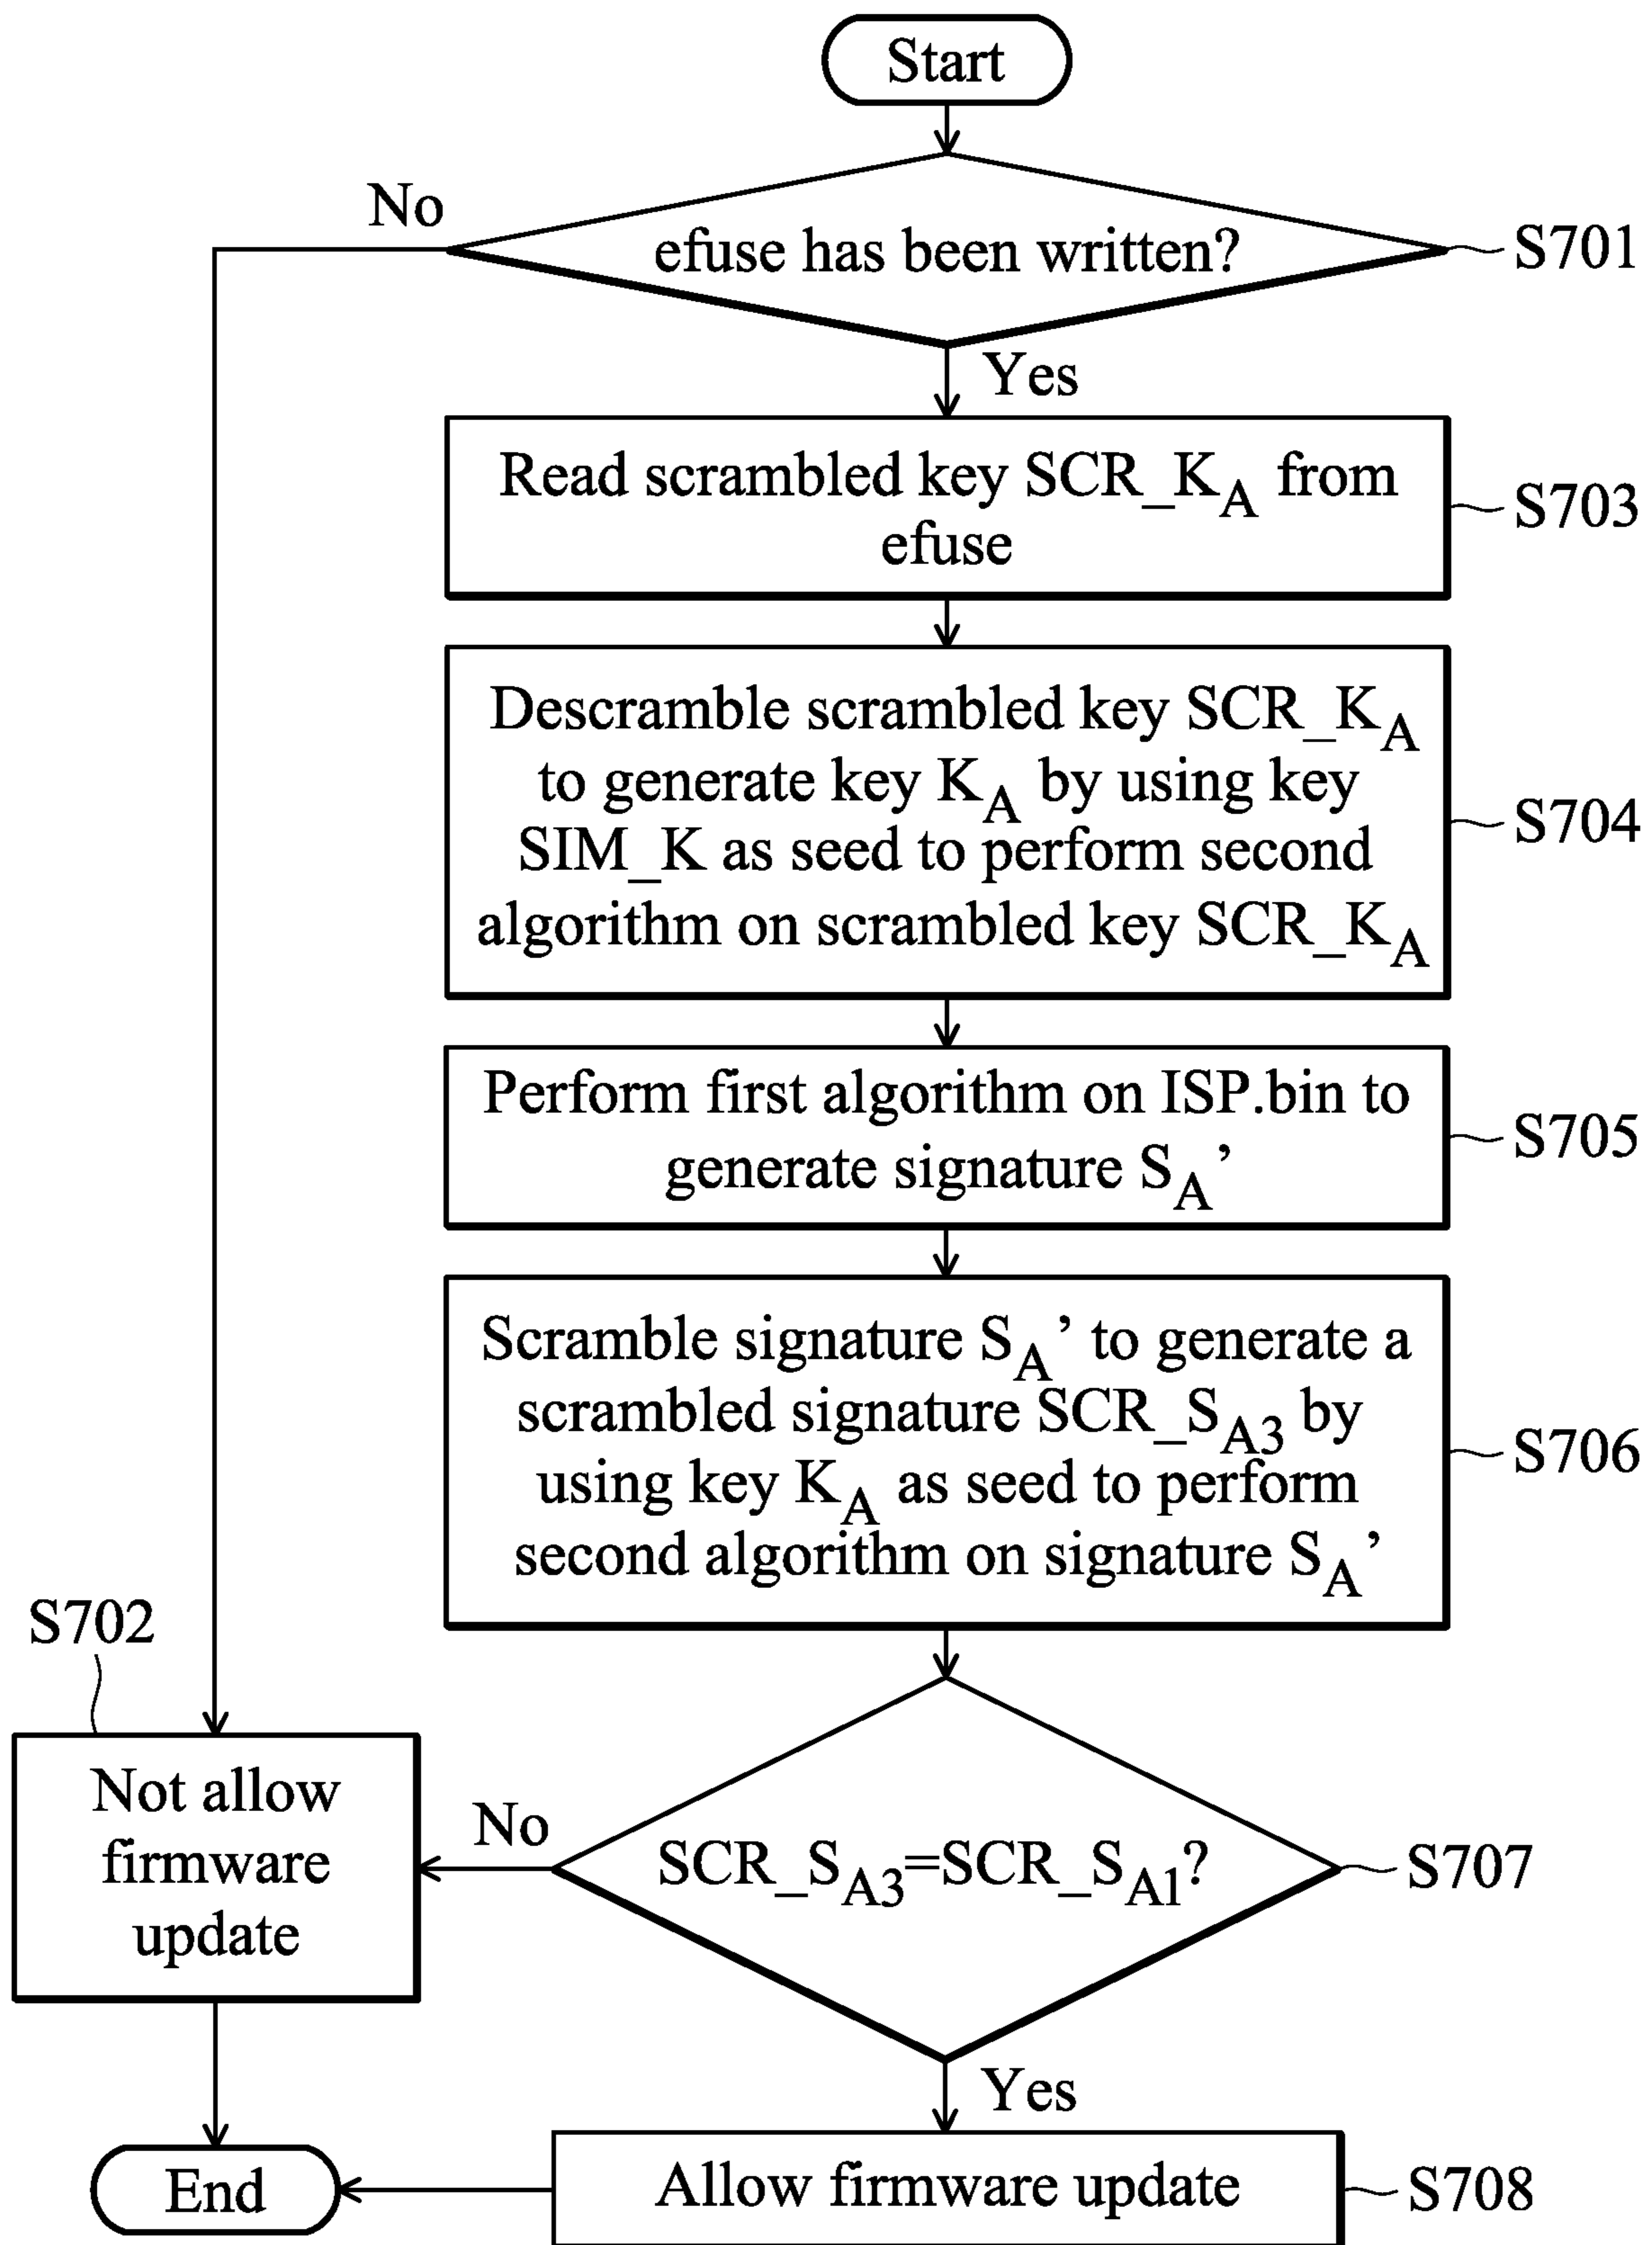 Start
No
efuse has been written?
S701
Yes
Read scrambled key SCR_KA from
efuse
S703
Descramble scrambled key SCR_KA
to generate key KA by using key
SIM_K as seed to perform second
algorithm on scrambled key SCR_KA
S704
Perform first algorithm on ISP.bin to
generate signature SA’
S705
Scramble signature SA’ to generate a
scrambled signature SCR_SA3 by
using key KA as seed to perform
second algorithm on signature SA’
S706
S702
Not allow
firmware
update
No
SCR_SA3=SCR_SA1?
S707
Yes
End
Allow firmware update
S708